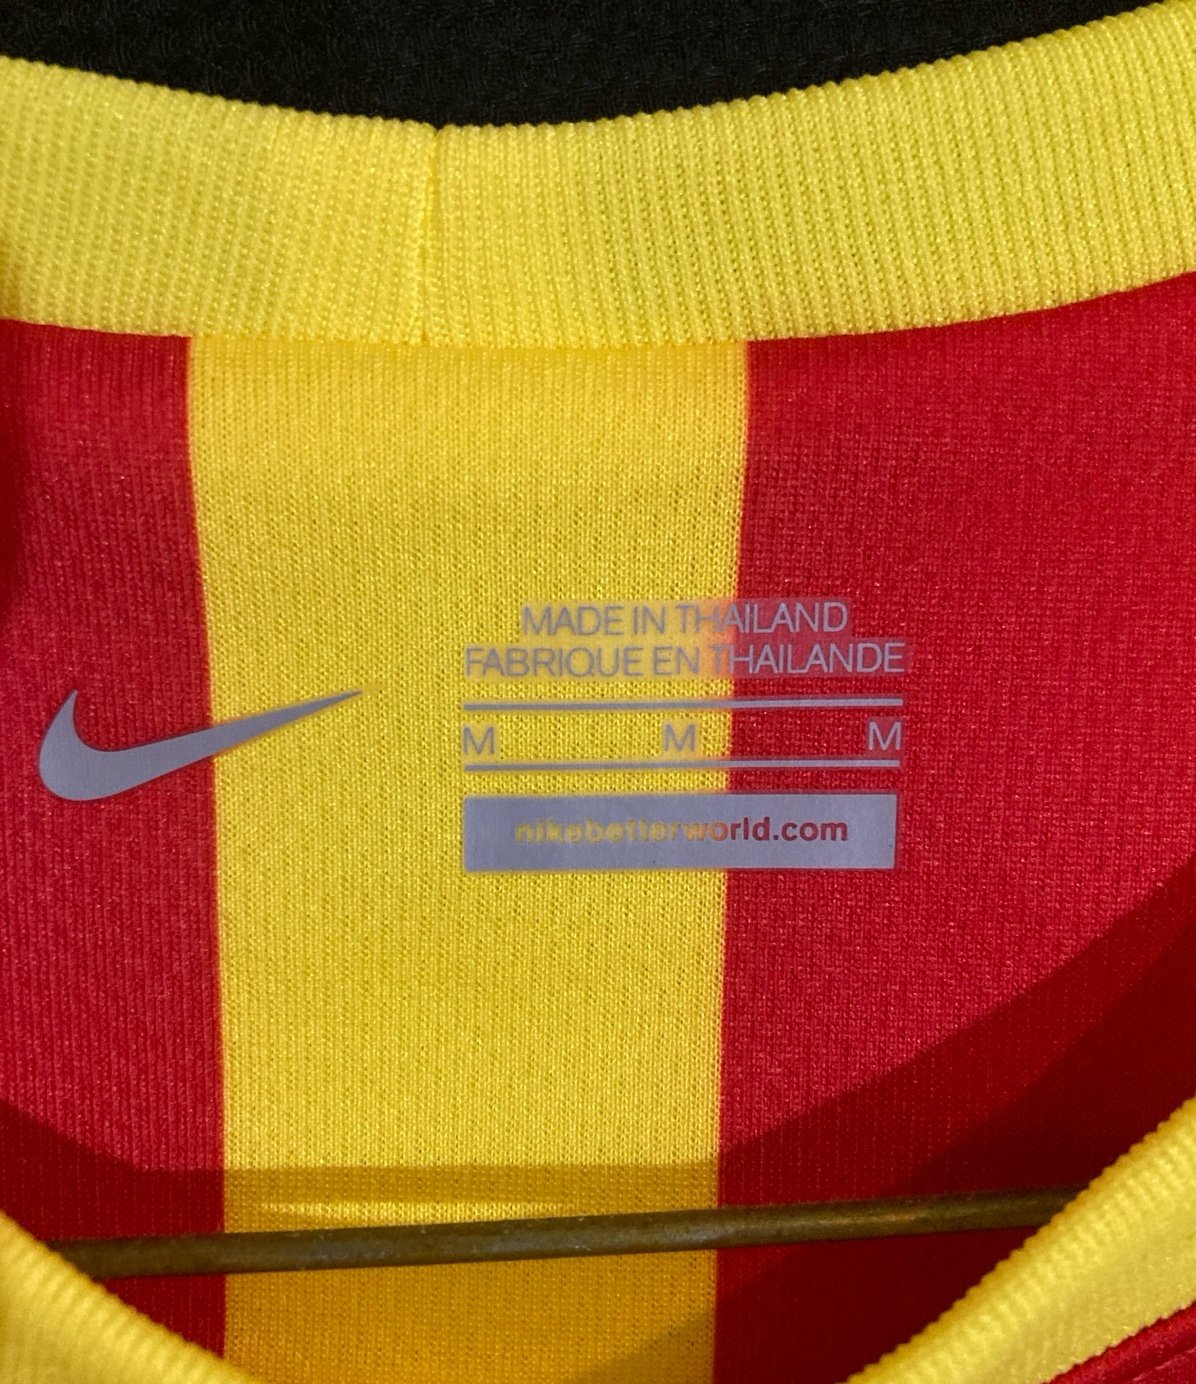 MADE IN THAILAND
FABRIQUE EN THAILANDE
M M M
nikebetterworld.com